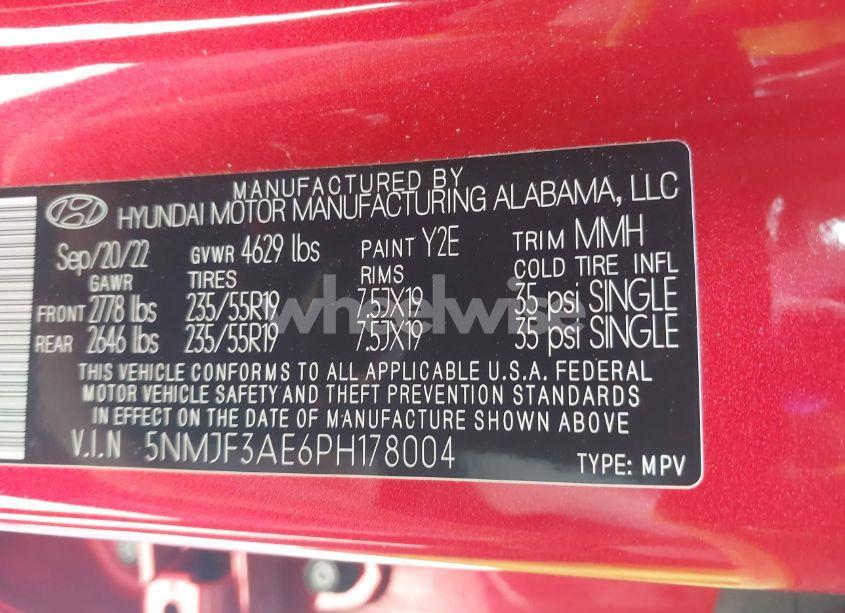 MANUFACTURED BY
HYUNDAI MOTOR MANUFACTURING ALABAMA, LLC
Sep/20/22 GVWR 4629 lbs PAINT Y2E TRIM MMH
GAWR TIRES RIMS COLD TIRE INFL
FRONT 2778 lbs 235/55R19 7.5JX19 35 psi SINGLE
REAR 2646 lbs 235/55R19 7.5JX19 35 psi SINGLE
THIS VEHICLE CONFORMS TO ALL APPLICABLE U.S.A. FEDERAL
MOTOR VEHICLE SAFETY AND THEFT PREVENTION STANDARDS
IN EFFECT ON THE DATE OF MANUFACTURE SHOWN ABOVE
V.I.N 5NMJF3AE6PH178004 TYPE: MPV
wheelwise